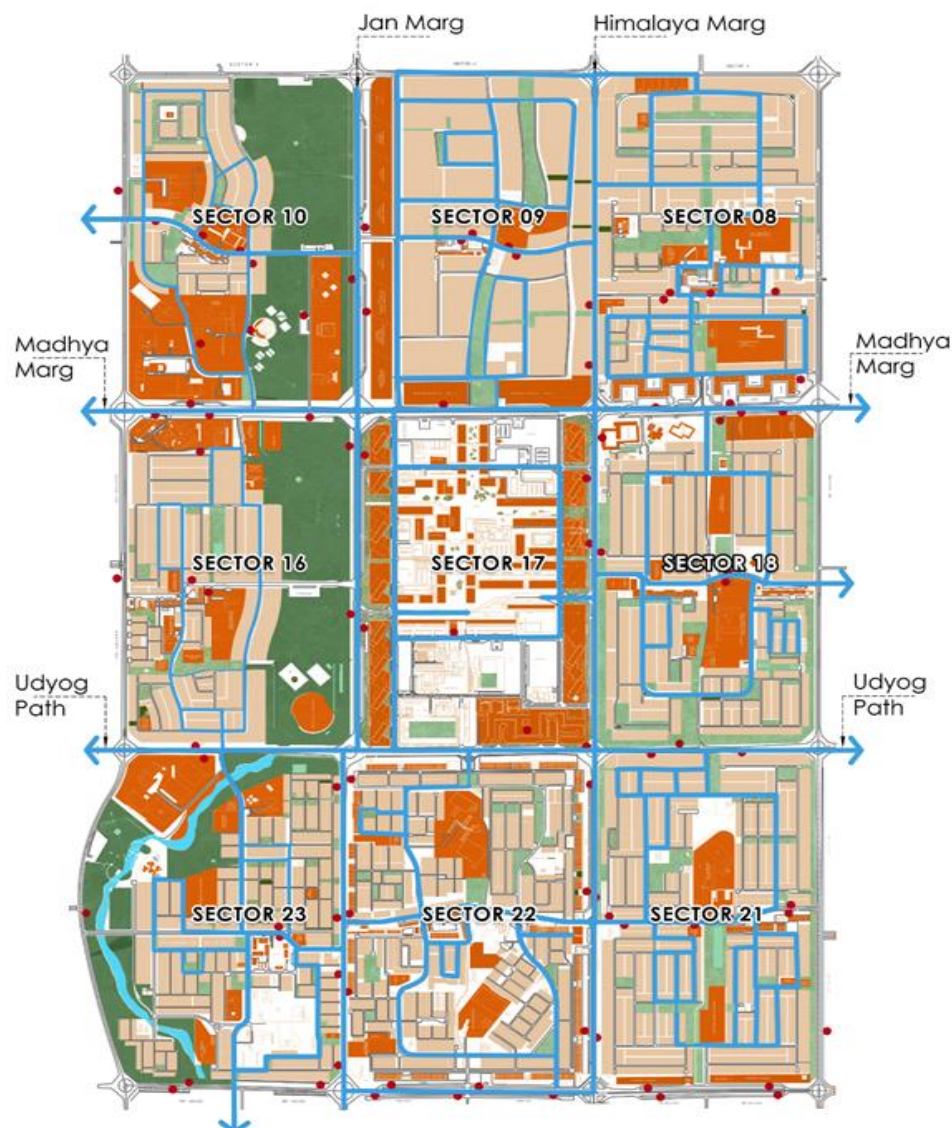 Jan Marg
Himalaya Marg
SECTOR 10
SECTOR 09
SECTOR 08
Madhya
Marg
Madhya
Marg
SECTOR 16
SECTOR 17
SECTOR 18
Udyog
Path
Udyog
Path
SECTOR 23
SECTOR 22
SECTOR 21